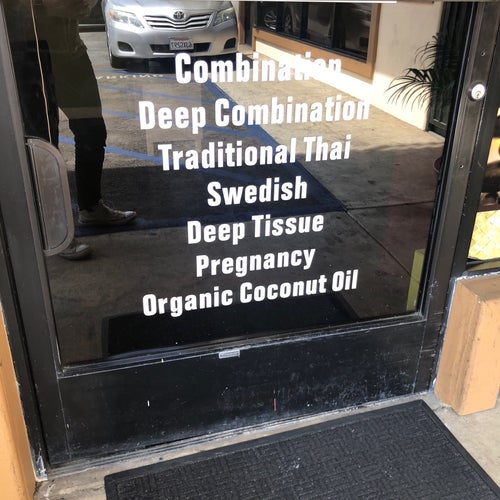 Combination
Deep Combination
Traditional Thai
Swedish
Deep Tissue
Pregnancy
Organic Coconut Oil